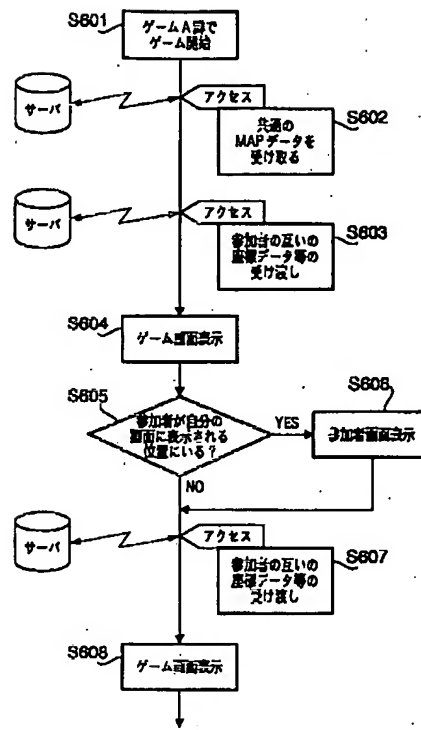 S601
ゲームA群で
ゲーム開始
サーバ
アクセス
S602
共通の
MAPデータを
受け取る
サーバ
アクセス
S603
参加者の互いの
座標データ等の
受け渡し
S604
ゲーム画面表示
S605
参加者が自分の
画面に表示される
位置にいる?
YES
S606
参加者画面表示
NO
サーバ
アクセス
S607
参加者の互いの
座標データ等の
受け渡し
S608
ゲーム画面表示